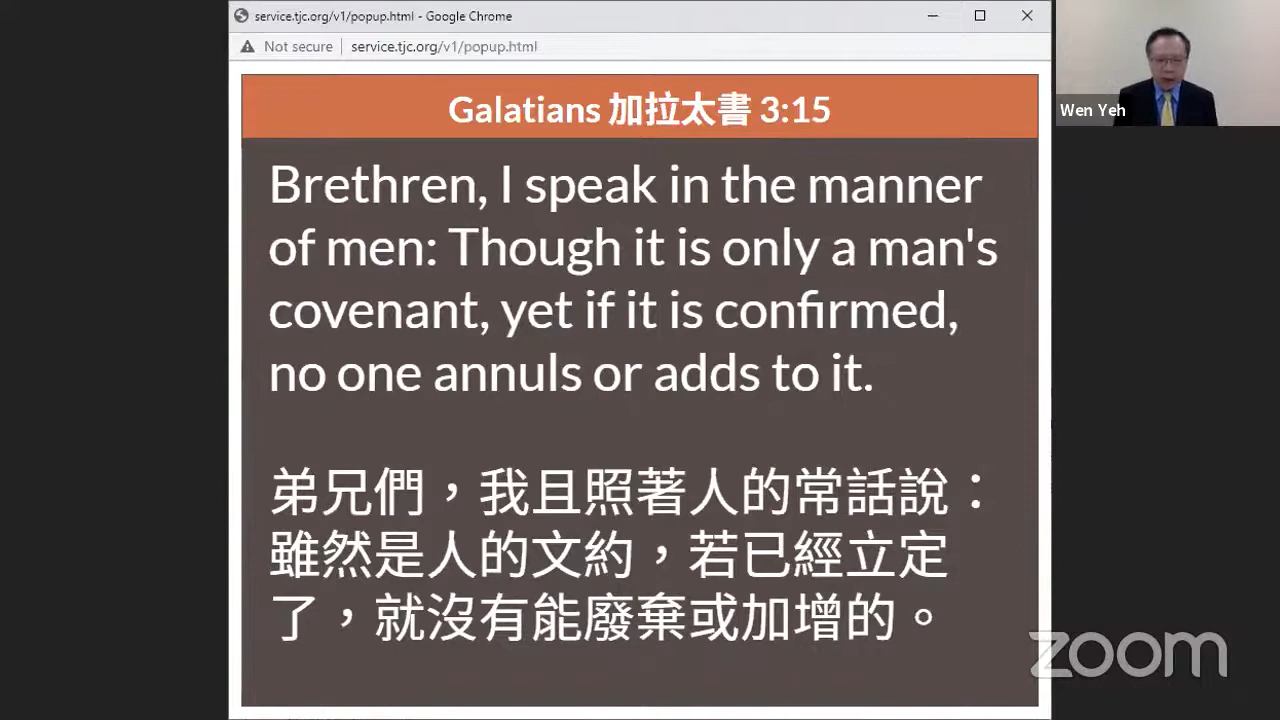 service.tjc.org/v1/popup.html - Google Chrome
Not secure service.tjc.org/v1/popup.html
Galatians 加拉太書 3:15
Brethren, I speak in the manner
of men: Though it is only a man's
covenant, yet if it is confirmed,
no one annuls or adds to it.
弟兄們，我且照著人的常話說：
雖然是人的文約，若已經立定
了，就沒有能廢棄或加增的。
Wen Yeh
zoom